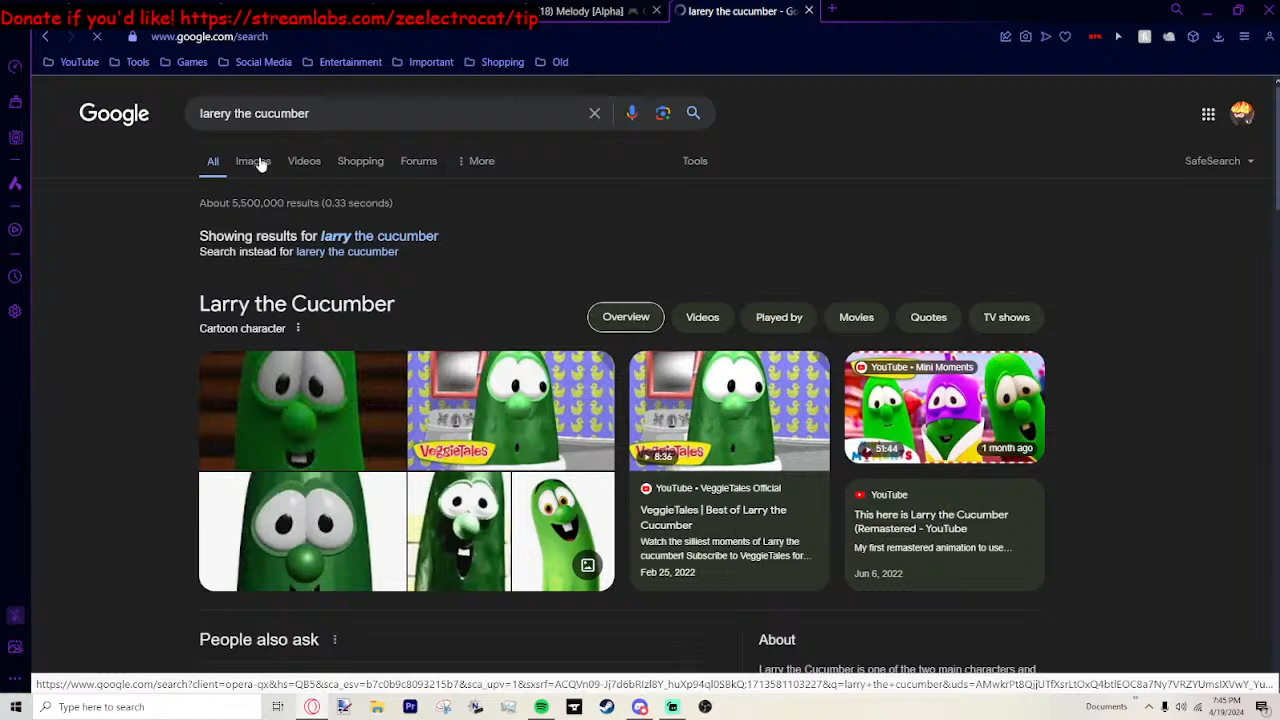 Donate if you'd like! https://streamlabs.com/zeelectrocat/tip
18) Melody [Alpha]
larery the cucumber - Go
www.google.com/search
YouTube
Tools
Games
Social Media
Entertainment
Important
Shopping
Old
Google
larery the cucumber
All
Images
Videos
Shopping
Forums
More
Tools
SafeSearch
About 5,500,000 results (0.33 seconds)
Showing results for larry the cucumber
Search instead for larery the cucumber
Larry the Cucumber
Cartoon character
Overview
Videos
Played by
Movies
Quotes
TV shows
VeggieTales
VeggieTales
8:36
YouTube • Mini Moments
51:44
1 month ago
YouTube • VeggieTales Official
VeggieTales | Best of Larry the
Cucumber
Watch the silliest moments of Larry the
cucumber! Subscribe to VeggieTales for...
Feb 25, 2022
YouTube
This here is Larry the Cucumber
(Remastered - YouTube
My first remastered animation to use...
Jun 6, 2022
People also ask
About
Larry the Cucumber is one of the two main characters and
Type here to search
Documents
7:45 PM
4/19/2024